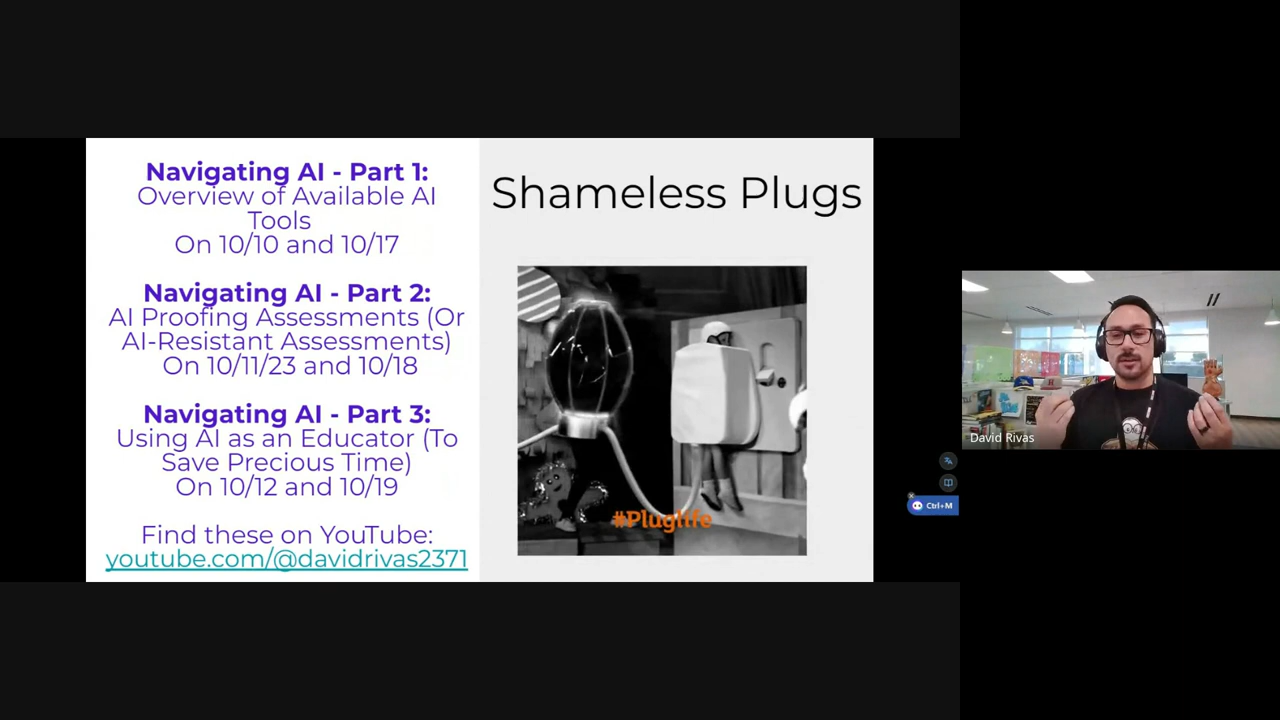 Navigating AI - Part 1:
Overview of Available AI
Tools
On 10/10 and 10/17
Navigating AI - Part 2:
AI Proofing Assessments (Or
AI-Resistant Assessments)
On 10/11/23 and 10/18
Navigating AI - Part 3:
Using AI as an Educator (To
Save Precious Time)
On 10/12 and 10/19
Find these on YouTube:
youtube.com/@davidrivas2371
Shameless Plugs
#Pluglife
David Rivas
Ctrl+M